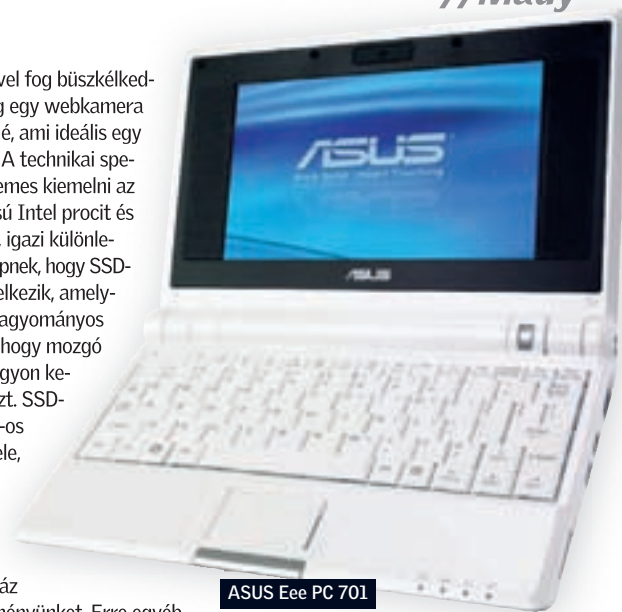 //Mády
vel fog büszkélked-
g egy webkamera
é, ami ideális egy
A technikai spe-
emes kiemelni az
sú Intel procit és
igazi különle-
pnek, hogy SSD-
elkezik, amely-
agyományos
hogy mozgó
gyon ke-
zt. SSD-
-os
ele,
áz
ményünket. Erre egyéb
ASUS
ASUS
ASUS Eee PC 701